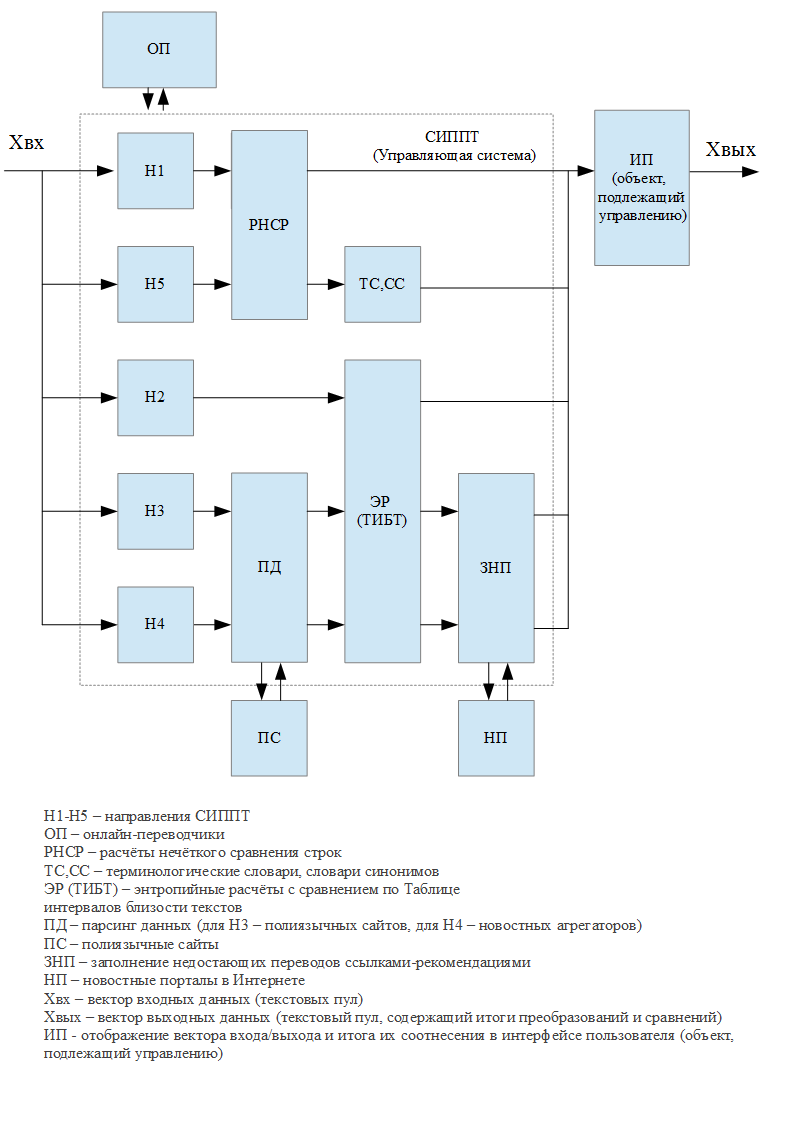 ОП
Хвх
СИППТ
(Управляющая система)
Н1
РНСР
ИП
(объект,
подлежащий
управлению)
Хвых
Н5
ТС,СС
Н2
Н3
ЭР
(ТИБТ)
ПД
ЗНП
Н4
ПС
НП
Н1-Н5 – направления СИППТ
ОП – онлайн-переводчики
РНСР – расчёты нечёткого сравнения строк
ТС,СС – терминологические словари, словари синонимов
ЭР (ТИБТ) – энтропийные расчёты с сравнением по Таблице
интервалов близости текстов
ПД – парсинг данных (для Н3 – полиязычных сайтов, для Н4 – новостных агрегаторов)
ПС – полиязычные сайты
ЗНП – заполнение недостающих переводов ссылками-рекомендациями
НП – новостные порталы в Интернете
Хвх – вектор входных данных (текстовых пул)
Хвых – вектор выходных данных (текстовый пул, содержащий итоги преобразований и сравнений)
ИП - отображение вектора входа/выхода и итога их соотнесения в интерфейсе пользователя (объект,
подлежащий управлению)